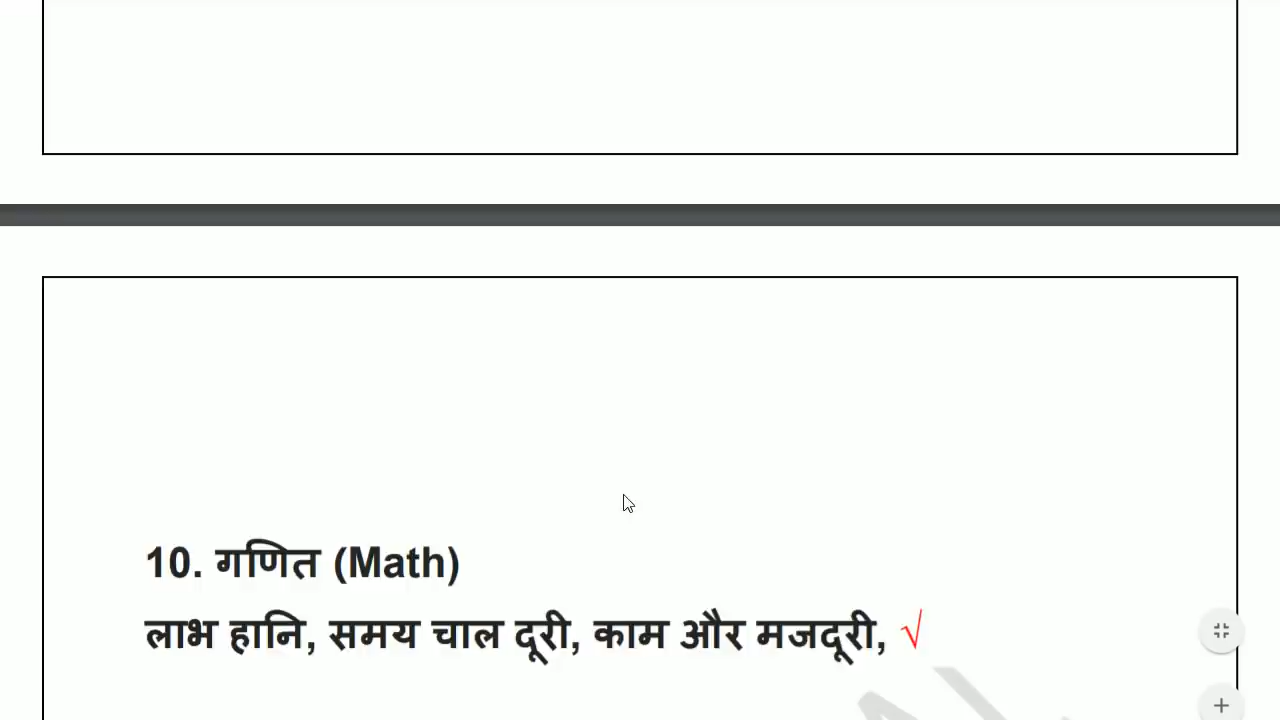 10. गणित (Math)
लाभ हानि, समय चाल दूरी, काम और मजदूरी, √